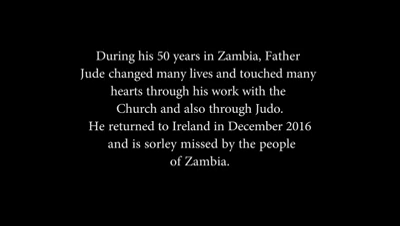 During his 50 years in Zambia, Father
Jude changed many lives and touched many
hearts through his work with the
Church and also through Judo.
He returned to Ireland in December 2016
and is sorley missed by the people
of Zambia.